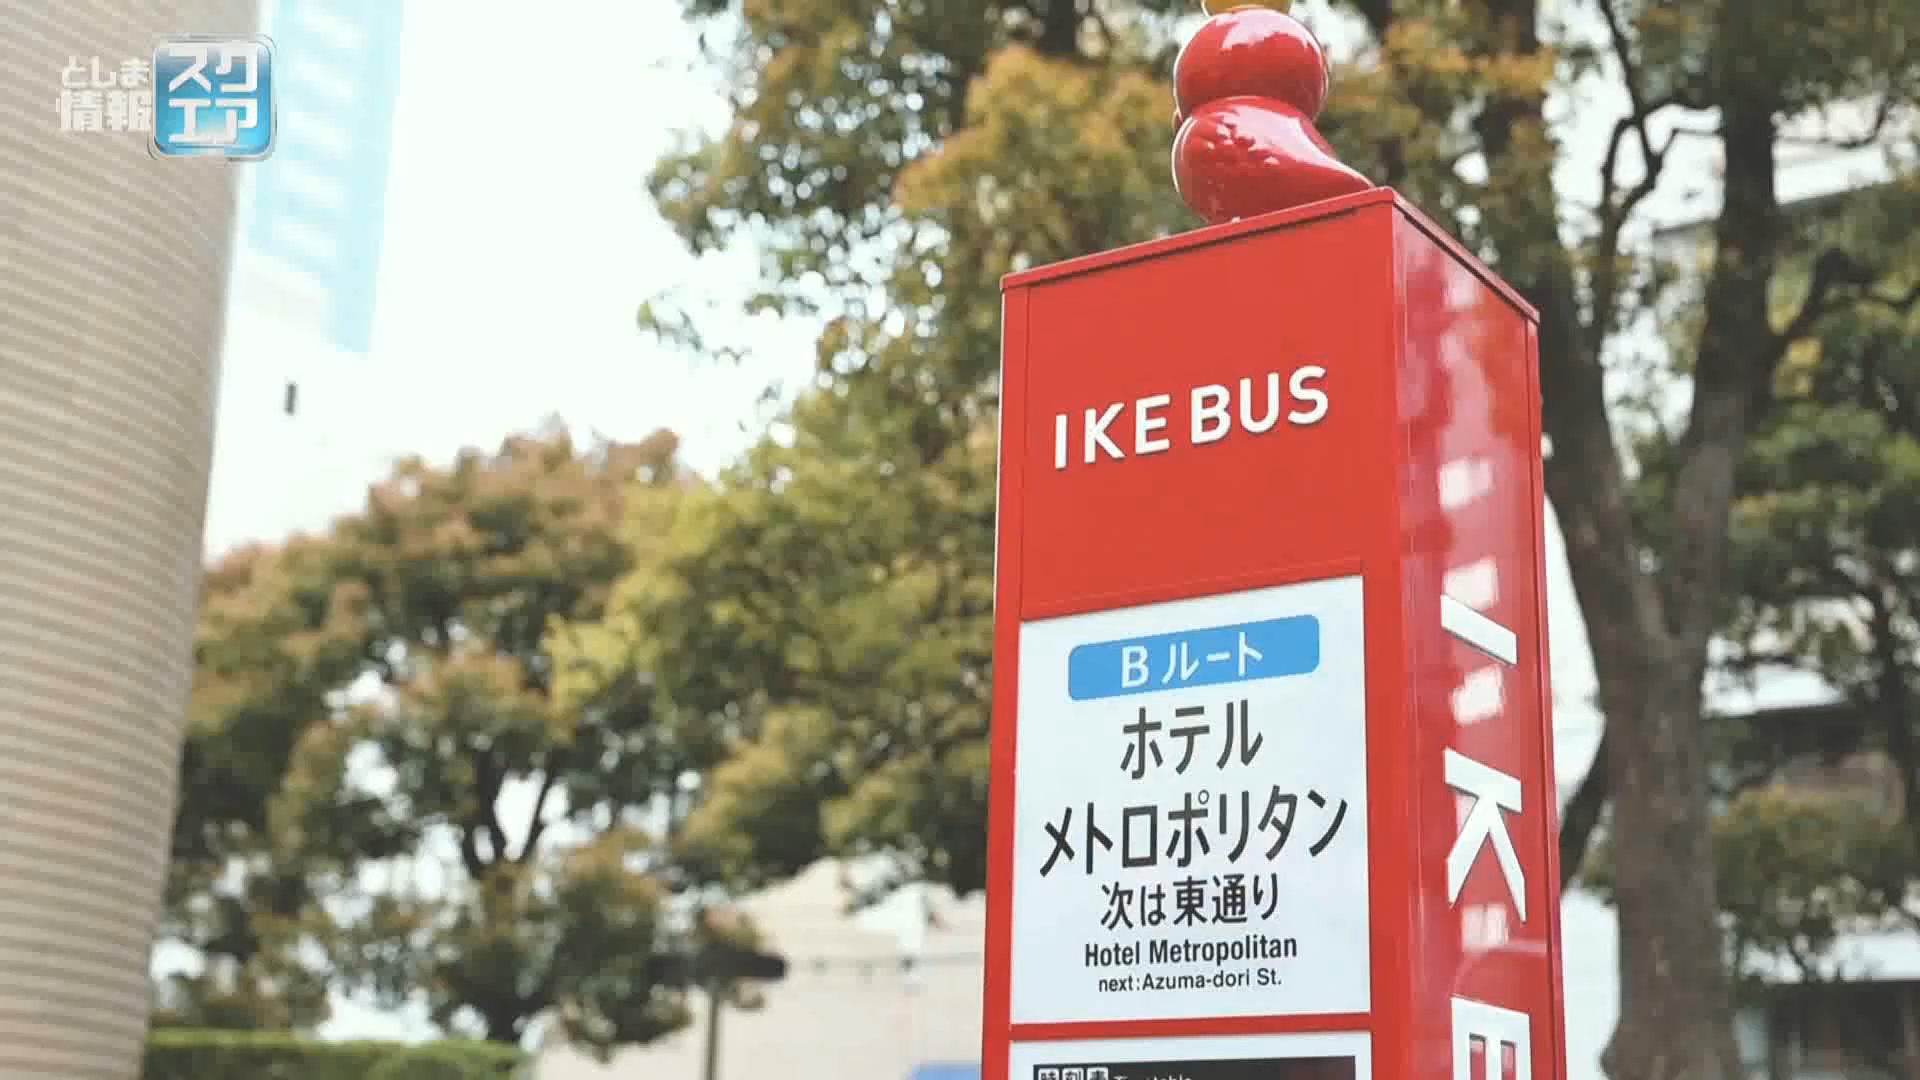 としま
情報
スク
エア
IKEBUS
Bルート
ホテル
メトロポリタン
次は東通り
Hotel Metropolitan
next:Azuma-dori St.
時刻表 Timetable
IKE